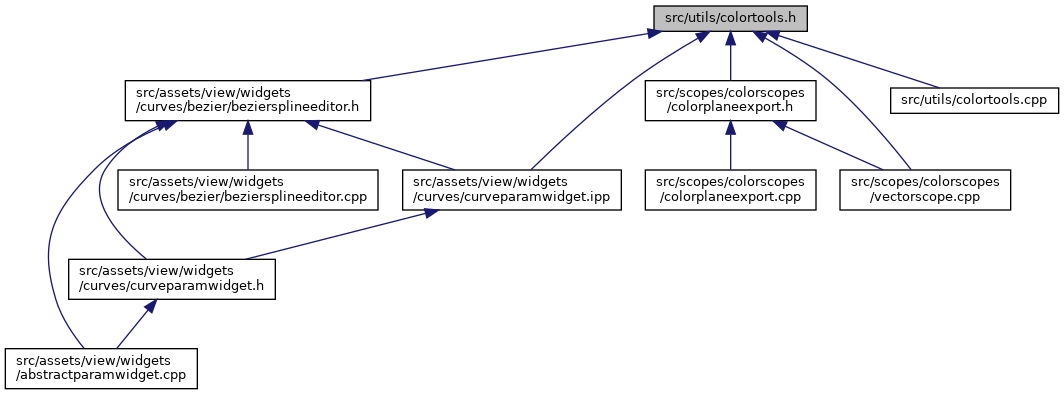 src/utils/colortools.h
src/assets/view/widgets
/curves/bezier/beziersplineeditor.h
src/scopes/colorscopes
/colorplaneexport.h
src/utils/colortools.cpp
src/assets/view/widgets
/curves/bezier/beziersplineeditor.cpp
src/assets/view/widgets
/curves/curveparamwidget.ipp
src/scopes/colorscopes
/colorplaneexport.cpp
src/scopes/colorscopes
/vectorscope.cpp
src/assets/view/widgets
/curves/curveparamwidget.h
src/assets/view/widgets
/abstractparamwidget.cpp